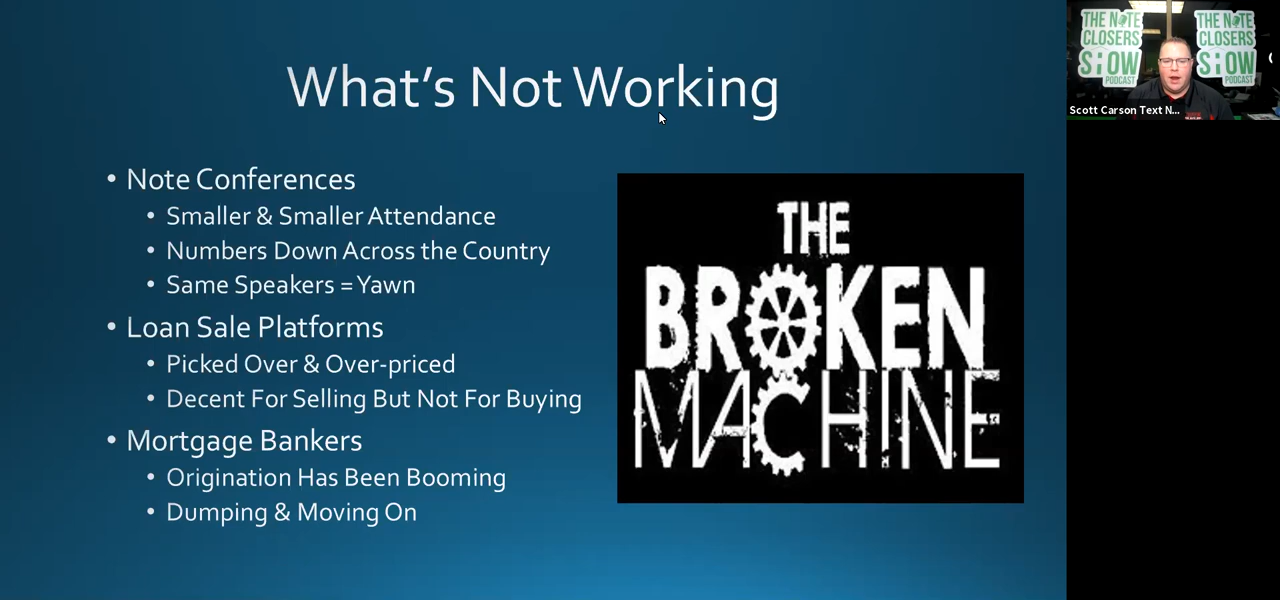 What's Not Working
• Note Conferences
• Smaller & Smaller Attendance
• Numbers Down Across the Country
• Same Speakers = Yawn
• Loan Sale Platforms
• Picked Over & Over-priced
• Decent For Selling But Not For Buying
• Mortgage Bankers
• Origination Has Been Booming
• Dumping & Moving On
THE
BROKEN
MACHINE
THE NOTE
CLOSERS
SHOW
PODCAST
THE NOTE
CLOSERS
SHOW
PODCAST
Scott Carson Text N...